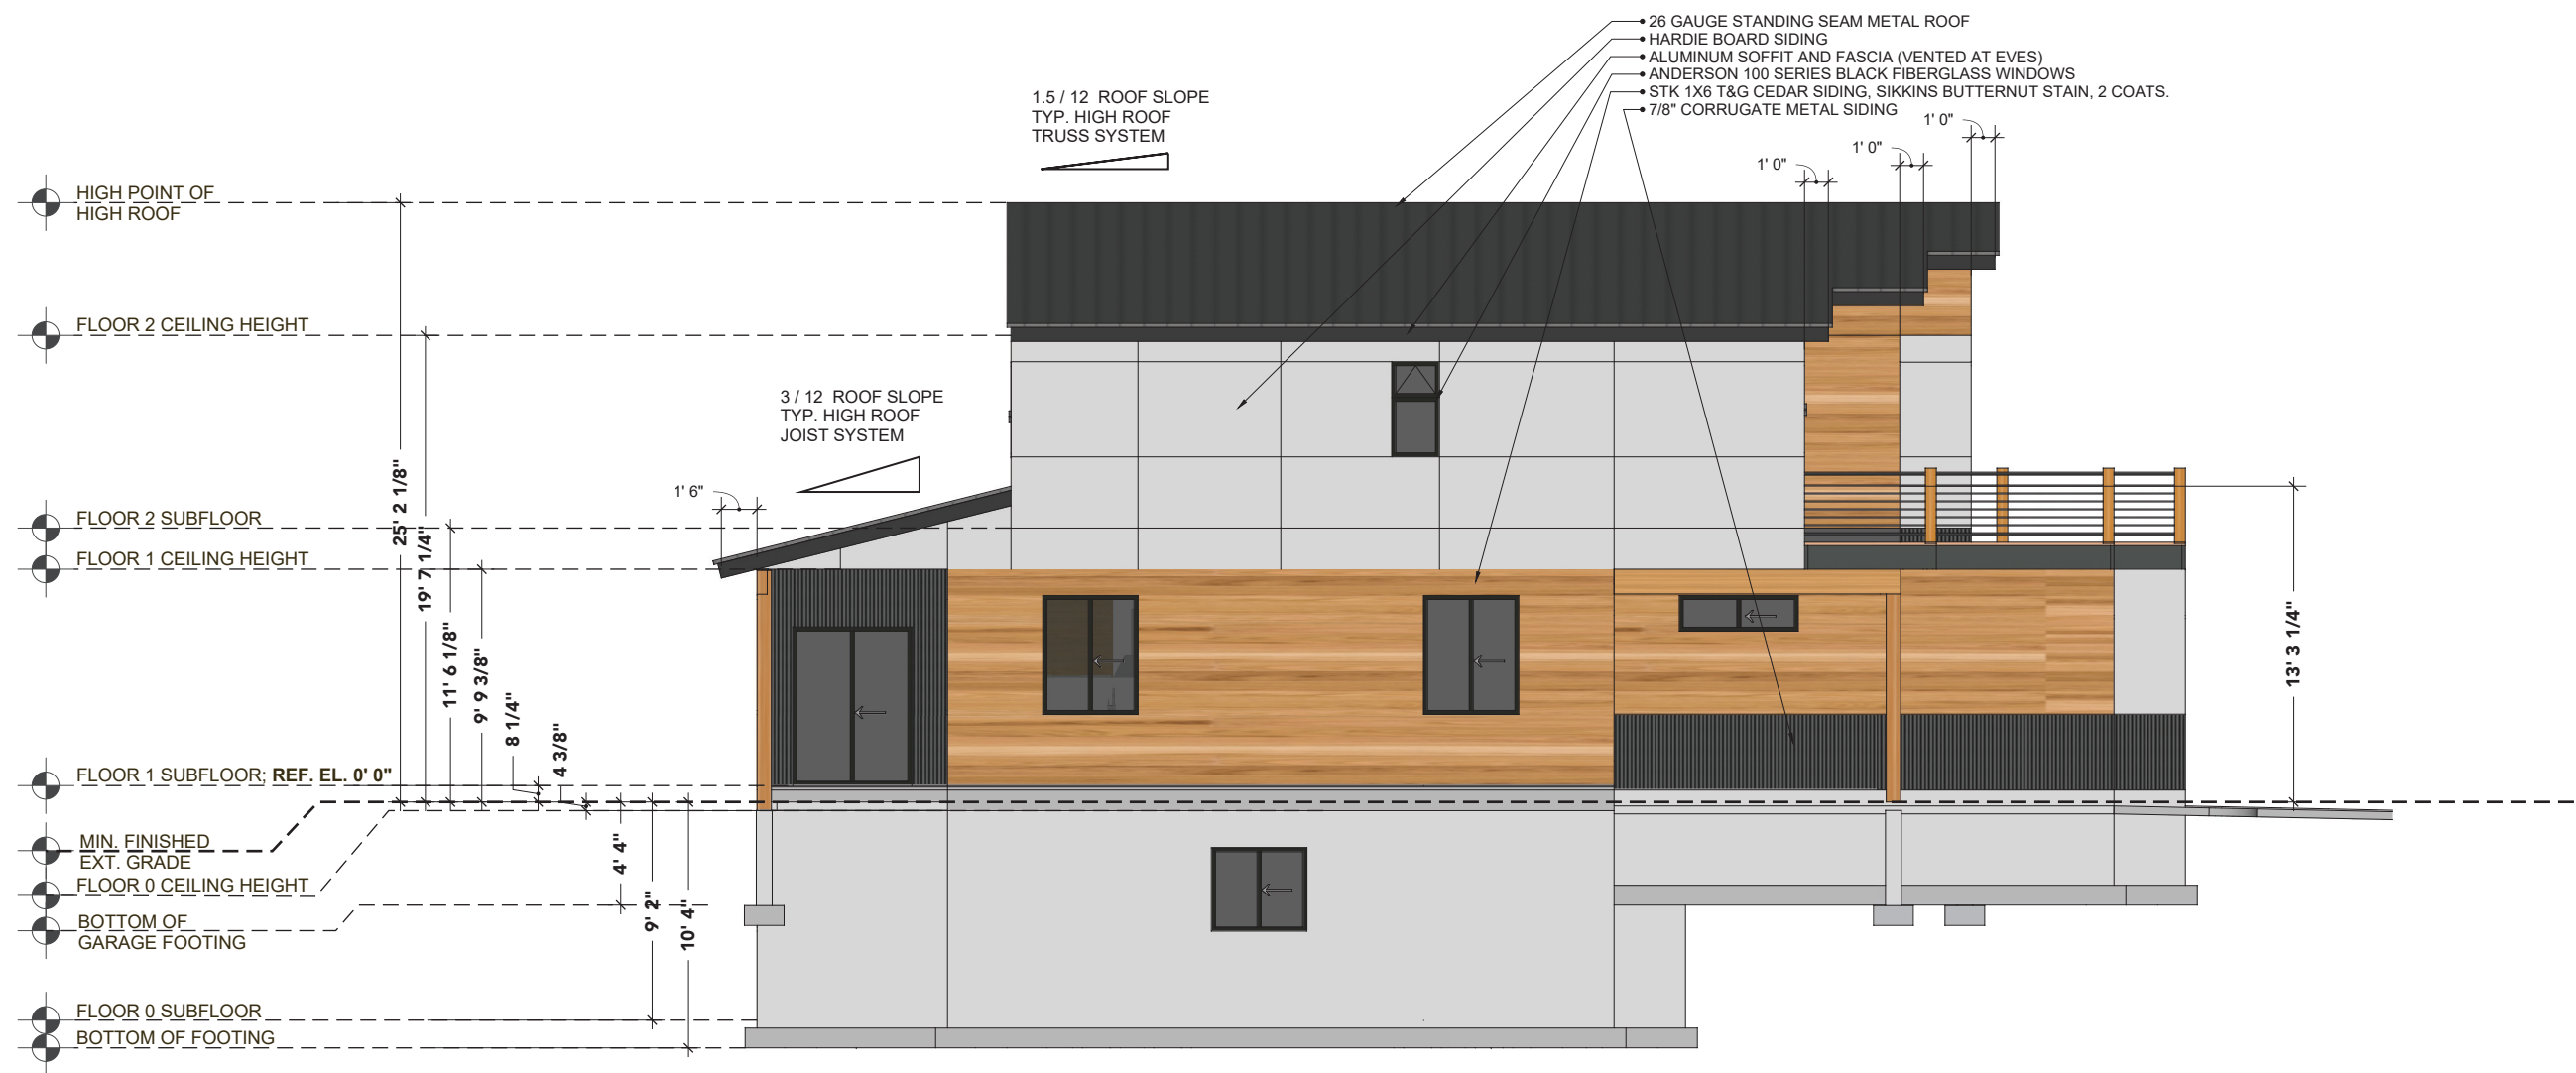 26 GAUGE STANDING SEAM METAL ROOF
HARDIE BOARD SIDING
ALUMINUM SOFFIT AND FASCIA (VENTED AT EVES)
ANDERSON 100 SERIES BLACK FIBERGLASS WINDOWS
STK 1X6 T&G CEDAR SIDING, SIKKINS BUTTERNUT STAIN, 2 COATS.
7/8" CORRUGATE METAL SIDING
1.5 / 12 ROOF SLOPE
TYP. HIGH ROOF
TRUSS SYSTEM
1' 0"
1' 0"
1' 0"
HIGH POINT OF
HIGH ROOF
FLOOR 2 CEILING HEIGHT
3 / 12 ROOF SLOPE
TYP. HIGH ROOF
JOIST SYSTEM
1' 6"
FLOOR 2 SUBFLOOR
FLOOR 1 CEILING HEIGHT
25' 2 1/8"
19' 7 1/4"
11' 6 1/8"
9' 9 3/8"
8 1/4"
4 3/8"
13' 3 1/4"
FLOOR 1 SUBFLOOR; REF. EL. 0' 0"
MIN. FINISHED
EXT. GRADE
FLOOR 0 CEILING HEIGHT
BOTTOM OF
GARAGE FOOTING
4' 4"
9' 2"
10' 4"
FLOOR 0 SUBFLOOR
BOTTOM OF FOOTING